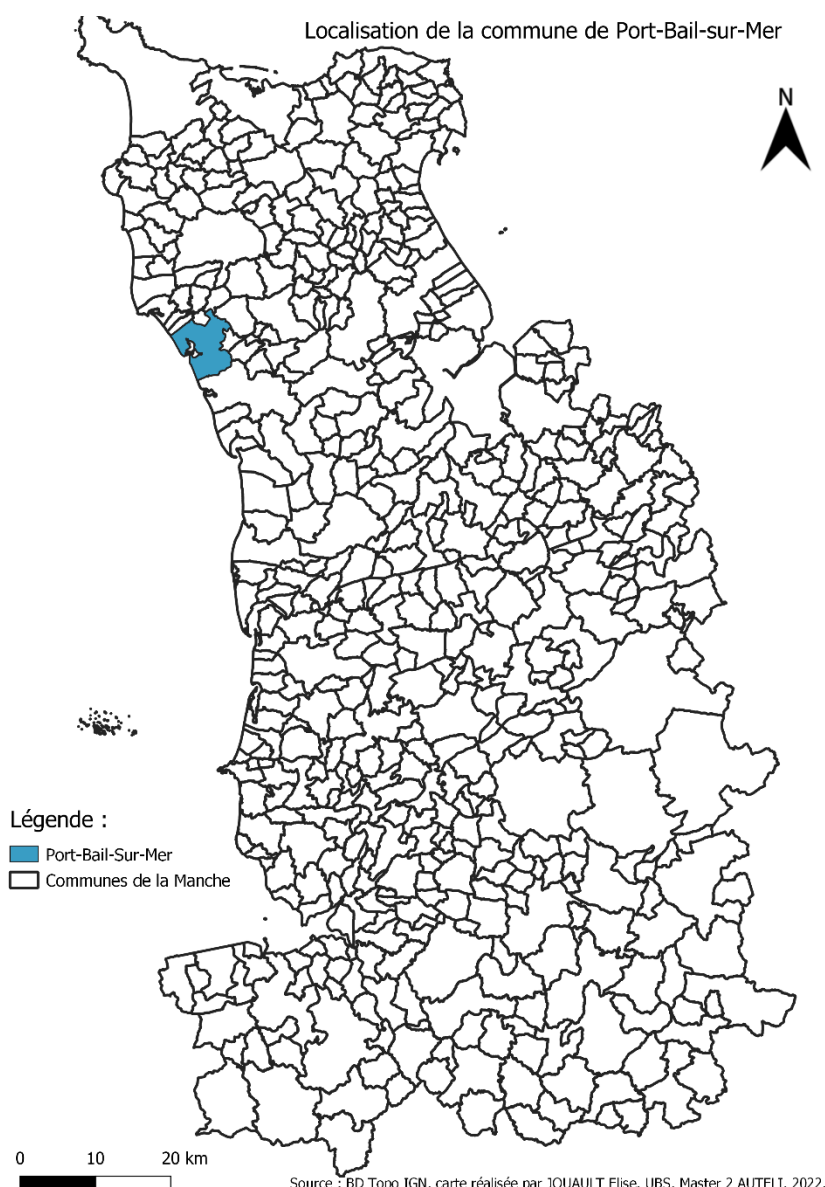 Localisation de la commune de Port-Bail-sur-Mer
N
Légende :
Port-Bail-Sur-Mer
Communes de la Manche
0 10 20 km
Source : BD Topo IGN, carte réalisée par JOUAULT Elise, UBS, Master 2 AUTELI, 2022.